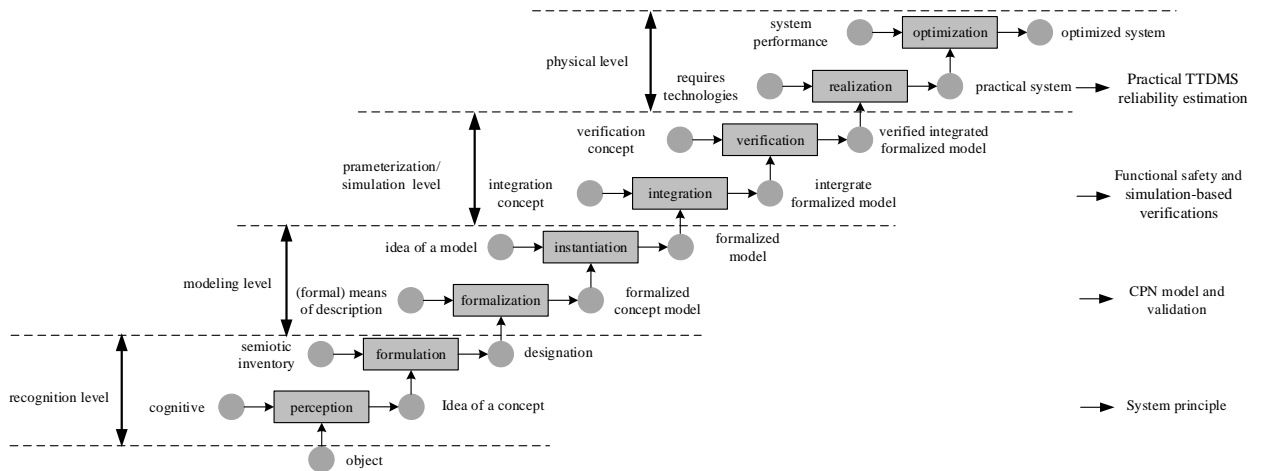 system
performance
optimization
optimized system
physical level
requires
technologies
realization
practical system
Practical TTDMS
reliability estimation
verification
concept
verification
verified integrated
formalized model
prameterization/
simulation level
integration
concept
integration
intergrate
formalized model
Functional safety and
simulation-based
verifications
idea of a model
instantiation
formalized
model
modeling level
(formal) means
of description
formalization
formalized
concept model
CPN model and
validation
semiotic
inventory
formulation
designation
recognition level
cognitive
perception
Idea of a concept
System principle
object